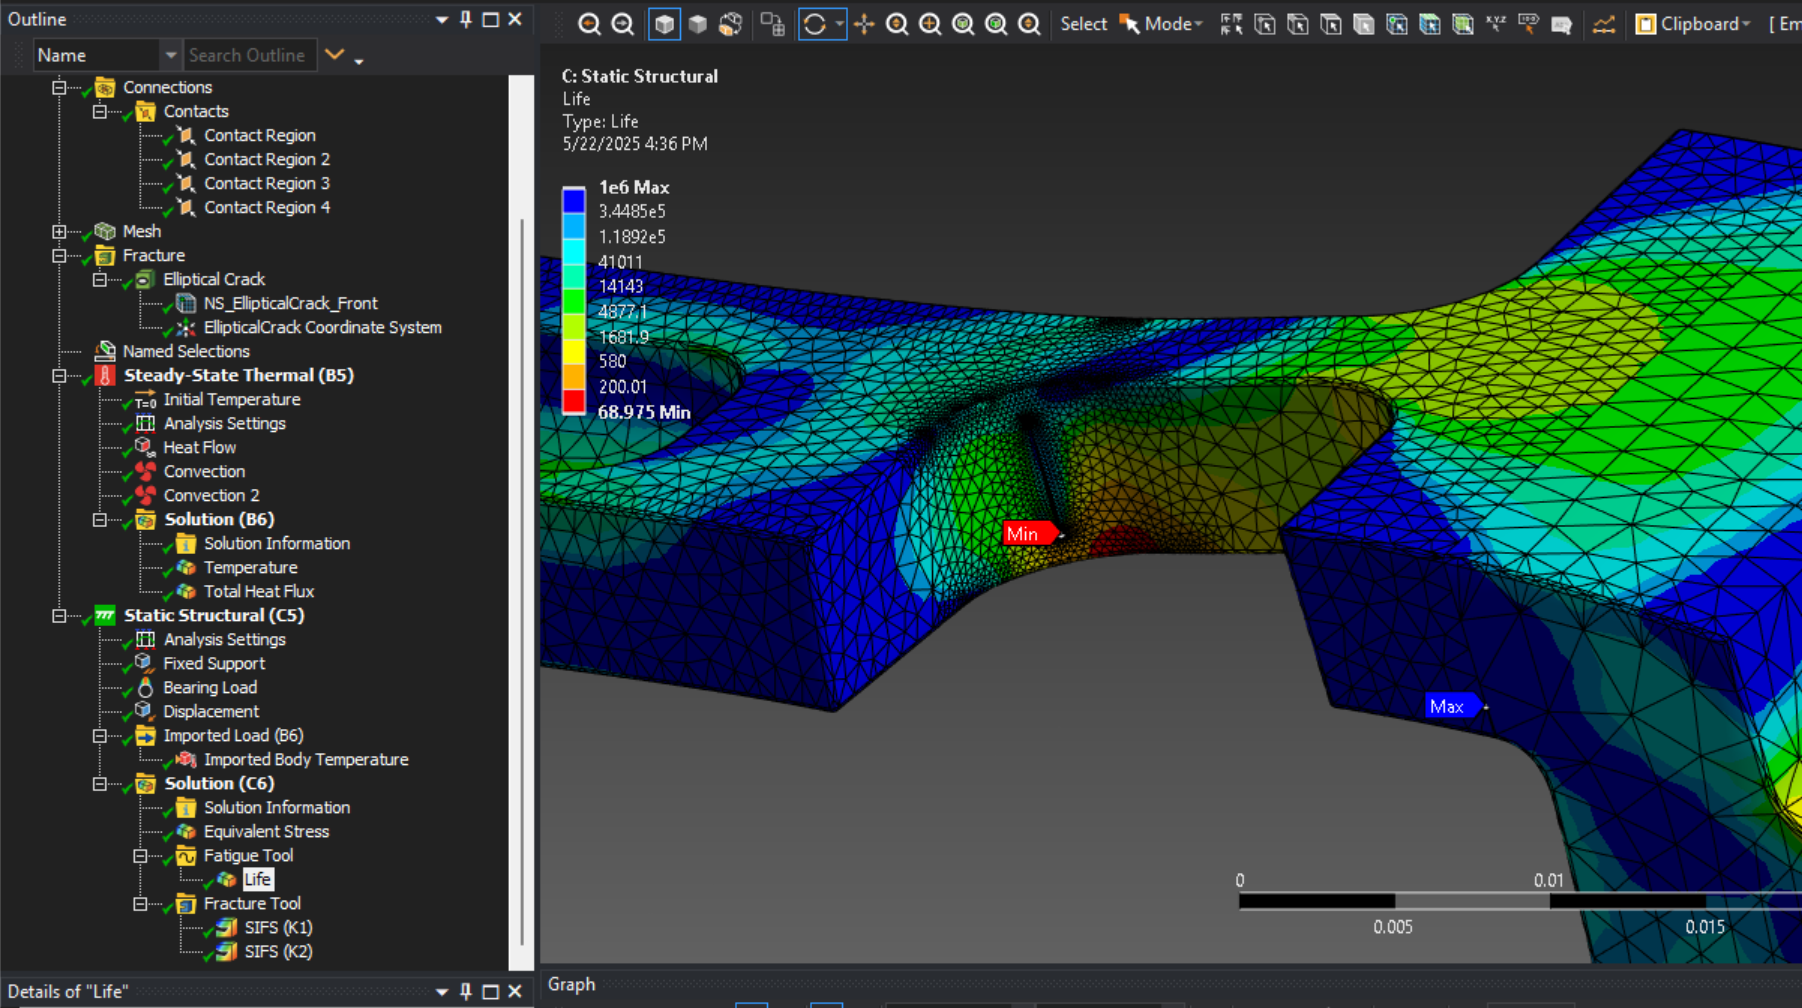 Outline
Name
Search Outline
Connections
Contacts
Contact Region
Contact Region 2
Contact Region 3
Contact Region 4
Mesh
Fracture
Elliptical Crack
NS_EllipticalCrack_Front
EllipticalCrack Coordinate System
Named Selections
Steady-State Thermal (B5)
T=0 Initial Temperature
Analysis Settings
Heat Flow
Convection
Convection 2
Solution (B6)
Solution Information
Temperature
Total Heat Flux
Static Structural (C5)
Analysis Settings
Fixed Support
Bearing Load
Displacement
Imported Load (B6)
Imported Body Temperature
Solution (C6)
Solution Information
Equivalent Stress
Fatigue Tool
Life
Fracture Tool
SIFS (K1)
SIFS (K2)
Details of "Life"
Select
Mode
Clipboard
[ Em
C: Static Structural
Life
Type: Life
5/22/2025 4:36 PM
1e6 Max
3.4485e5
1.1892e5
41011
14143
4877.1
1681.9
580
200.01
68.975 Min
Min
Max
0
0.01
0.005
0.015
Graph